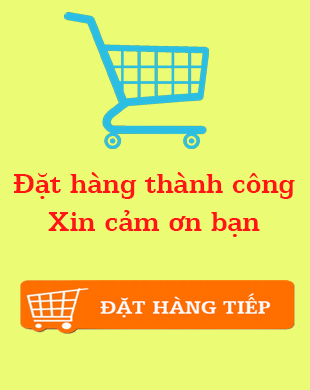 Đặt hàng thành công
Xin cảm ơn bạn
ĐẶT HÀNG TIẾP